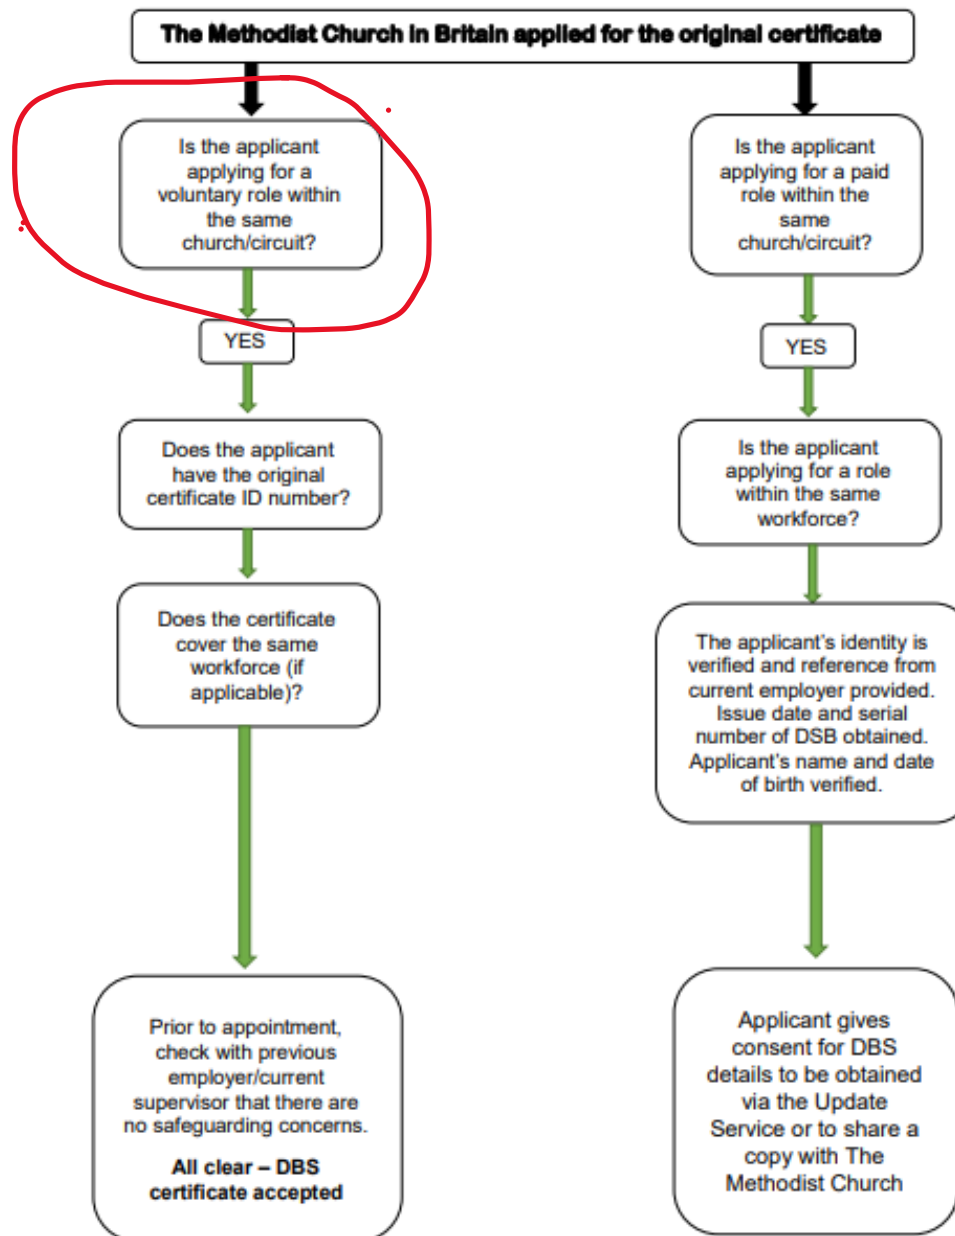 The Methodist Church in Britain applied for the original certificate
Is the applicant
applying for a
voluntary role within
the same
church/circuit?
YES
Does the applicant
have the original
certificate ID number?
Does the certificate
cover the same
workforce (if
applicable)?
Prior to appointment,
check with previous
employer/current
supervisor that there are
no safeguarding concerns.
All clear – DBS
certificate accepted
Is the applicant
applying for a paid
role within the
same
church/circuit?
YES
Is the applicant
applying for a role
within the same
workforce?
The applicant's identity is
verified and reference from
current employer provided.
Issue date and serial
number of DSB obtained.
Applicant's name and date
of birth verified.
Applicant gives
consent for DBS
details to be obtained
via the Update
Service or to share a
copy with The
Methodist Church